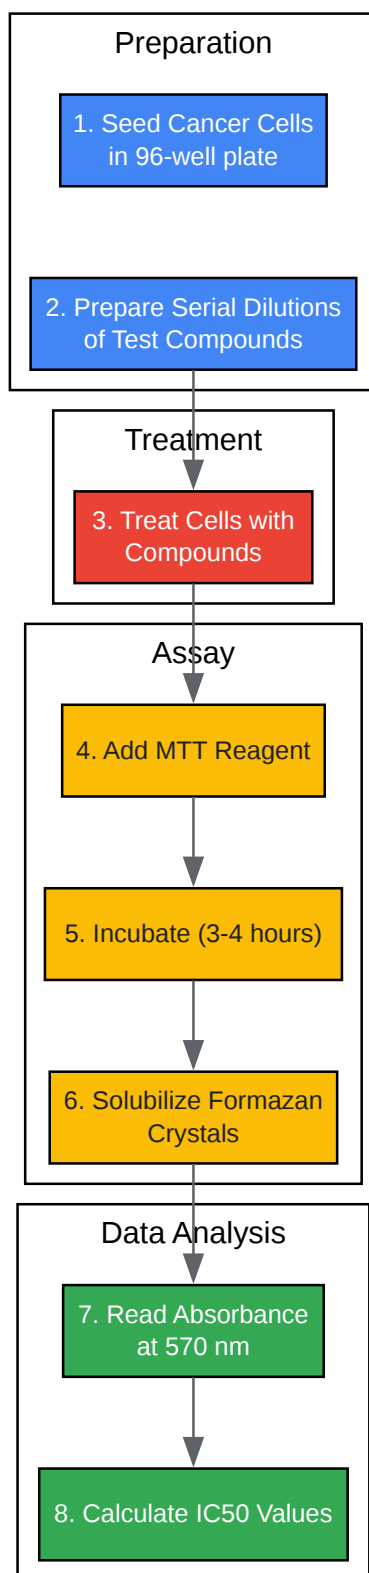 Preparation
1. Seed Cancer Cells
in 96-well plate
2. Prepare Serial Dilutions
of Test Compounds
Treatment
3. Treat Cells with
Compounds
Assay
4. Add MTT Reagent
5. Incubate (3-4 hours)
6. Solubilize Formazan
Crystals
Data Analysis
7. Read Absorbance
at 570 nm
8. Calculate IC50 Values